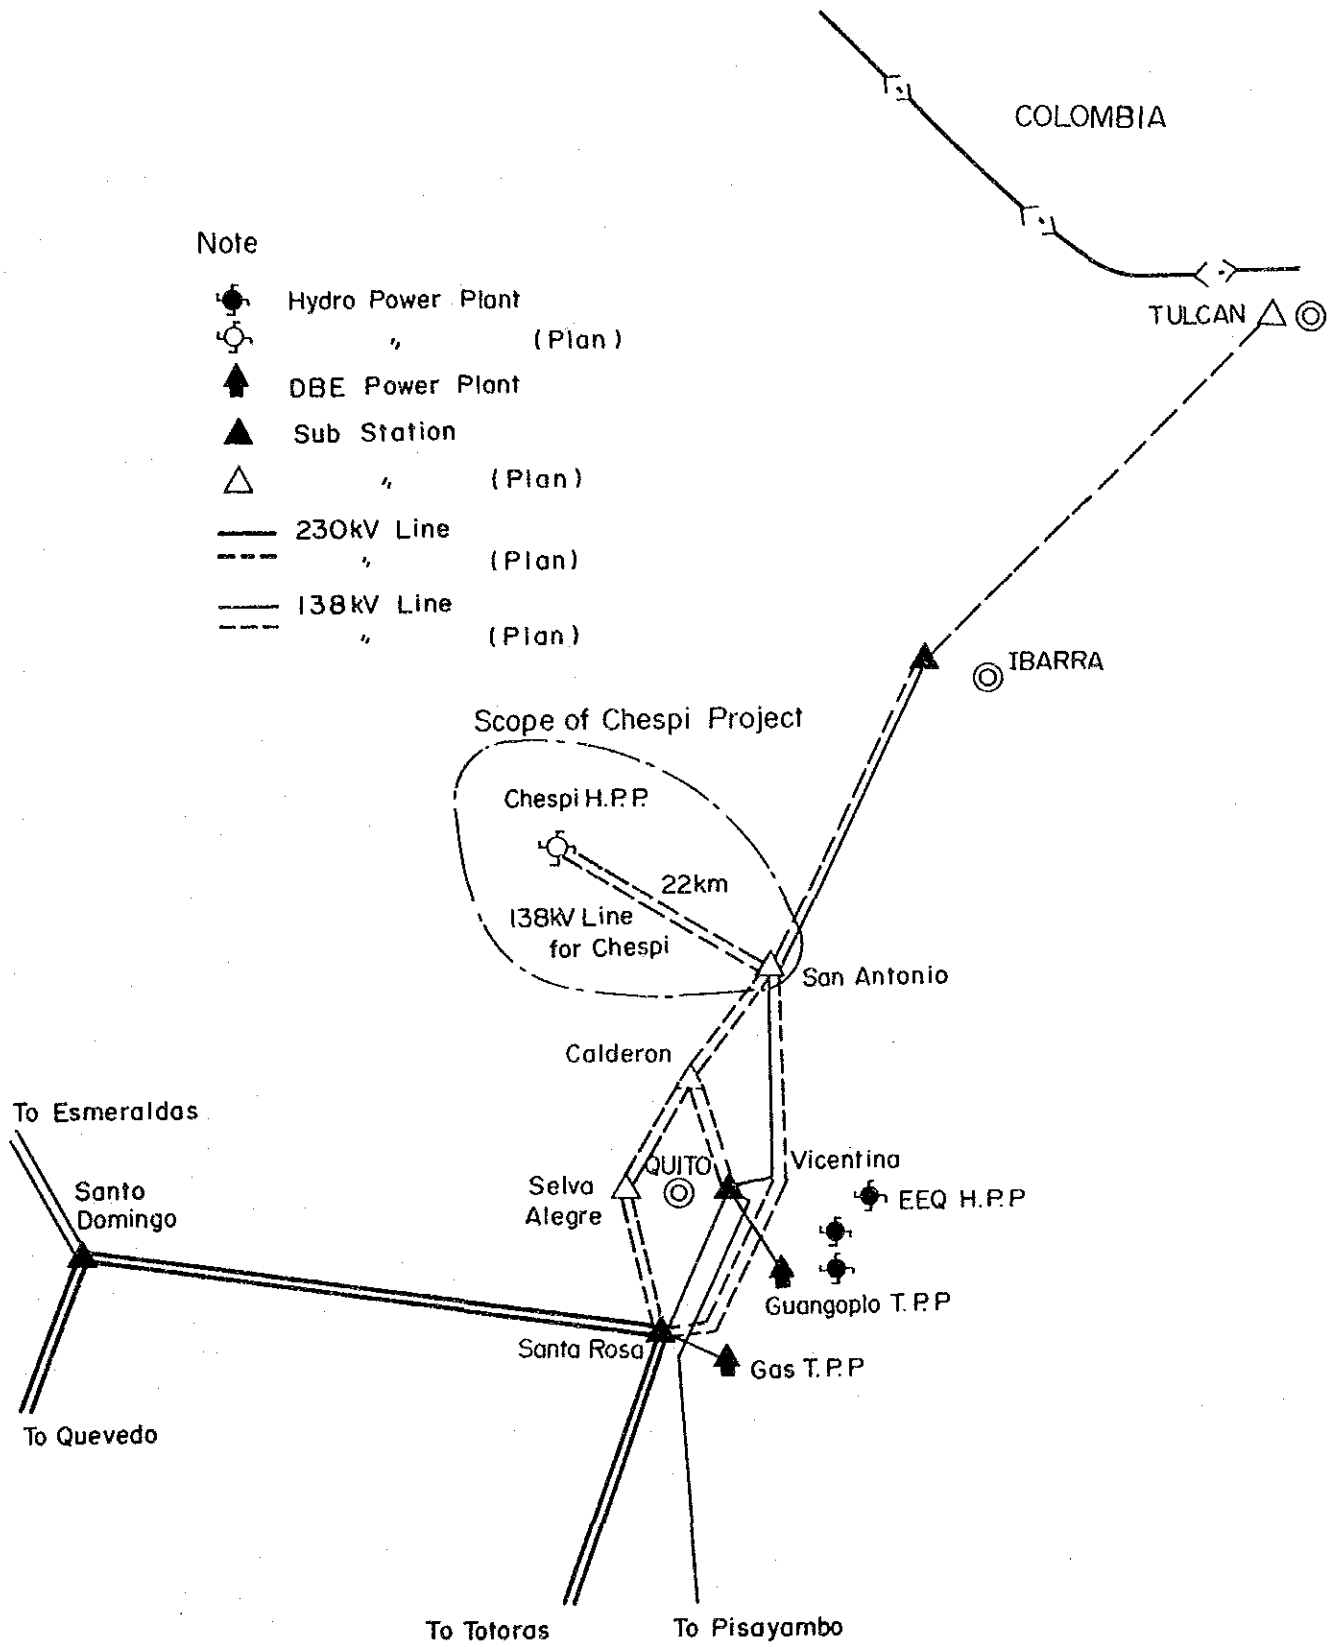 COLOMBIA
Note
Hydro Power Plant
〃 (Plan)
TULCAN
DBE Power Plant
Sub Station
〃 (Plan)
230kV Line
〃 (Plan)
138kV Line
〃 (Plan)
IBARRA
Scope of Chespi Project
Chespi H.P.P.
22km
138kV Line
for Chespi
San Antonio
Calderon
To Esmeraldas
QUITO
Vicentina
Santo
Domingo
Selva
Alegre
EEQ H.P.P
Guangoplo T.P.P
Santa Rosa
Gas T.P.P
To Quevedo
To Totoras
To Pisayambo